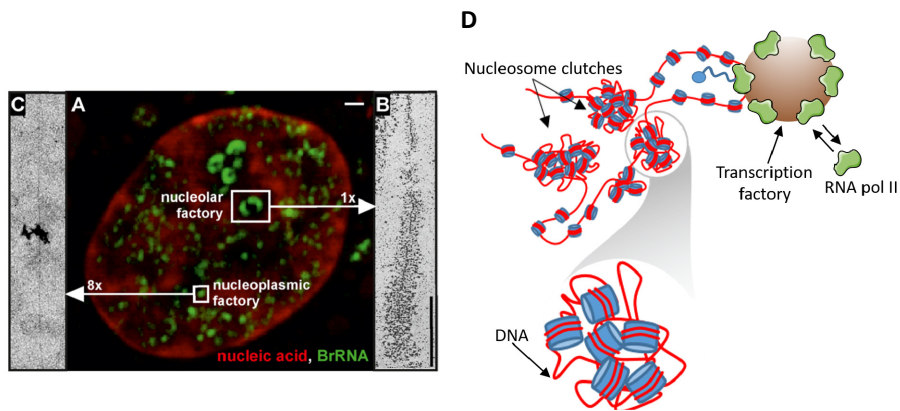 C
A
B
nucleolar
factory
1x
8x
nucleoplasmic
factory
nucleic acid, BrRNA
D
Nucleosome clutches
Transcription
factory
RNA pol II
DNA